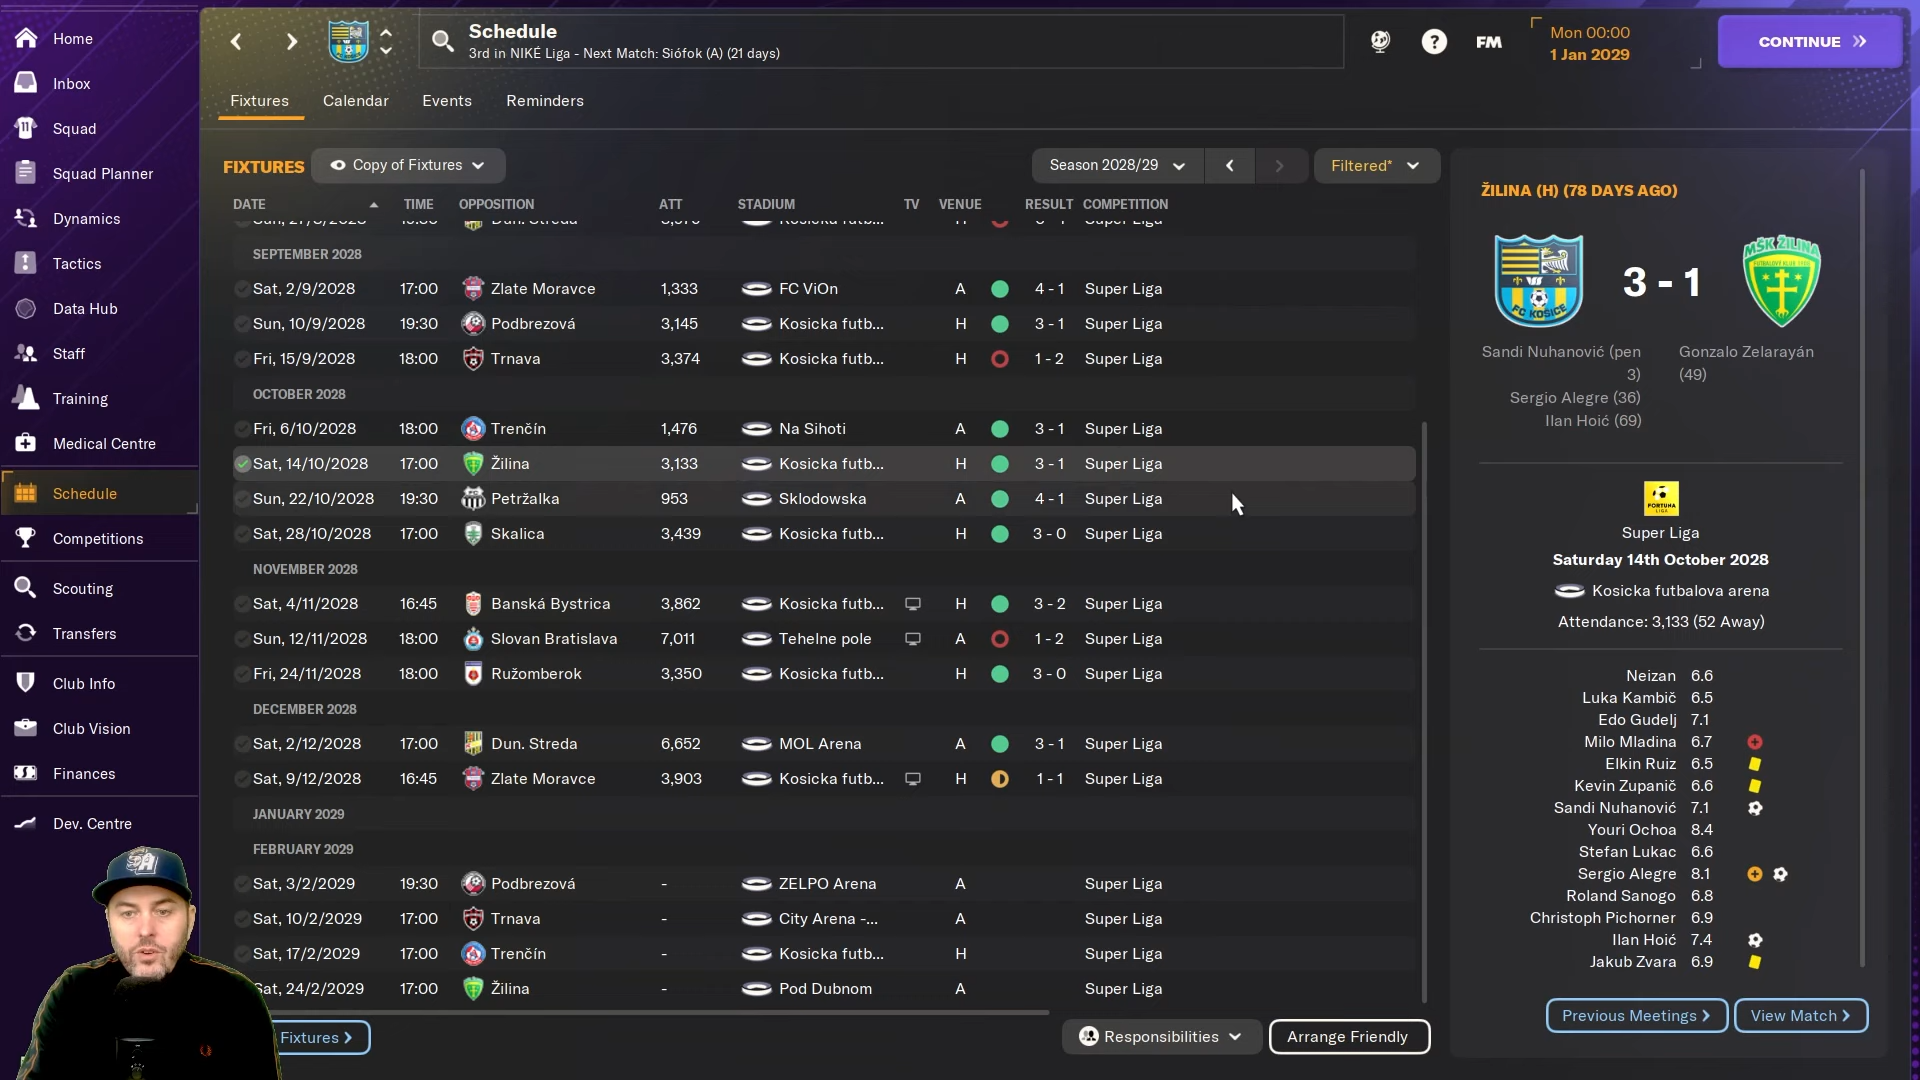 Home
Inbox
Squad
Squad Planner
Dynamics
Tactics
Data Hub
Staff
Training
Medical Centre
Schedule
Competitions
Scouting
Transfers
Club Info
Club Vision
Finances
Dev. Centre
Schedule
3rd in NIKÉ Liga - Next Match: Siófok (A) (21 days)
?
FM
Mon 00:00
1 Jan 2029
CONTINUE
Fixtures Calendar Events Reminders
FIXTURES Copy of Fixtures Season 2028/29 Filtered*
DATE TIME OPPOSITION ATT STADIUM TV VENUE RESULT COMPETITION
SEPTEMBER 2028
Sat, 2/9/2028 17:00 Zlate Moravce 1,333 FC ViOn A 4 - 1 Super Liga
Sun, 10/9/2028 19:30 Podbrezová 3,145 Kosicka futb... H 3 - 1 Super Liga
Fri, 15/9/2028 18:00 Trnava 3,374 Kosicka futb... H 1 - 2 Super Liga
OCTOBER 2028
Fri, 6/10/2028 18:00 Trenčín 1,476 Na Sihoti A 3 - 1 Super Liga
Sat, 14/10/2028 17:00 Žilina 3,133 Kosicka futb... H 3 - 1 Super Liga
Sun, 22/10/2028 19:30 Petržalka 953 Sklodowska A 4 - 1 Super Liga
Sat, 28/10/2028 17:00 Skalica 3,439 Kosicka futb... H 3 - 0 Super Liga
NOVEMBER 2028
Sat, 4/11/2028 16:45 Banská Bystrica 3,862 Kosicka futb... H 3 - 2 Super Liga
Sun, 12/11/2028 18:00 Slovan Bratislava 7,011 Tehelne pole A 1 - 2 Super Liga
Fri, 24/11/2028 18:00 Ružomberok 3,350 Kosicka futb... H 3 - 0 Super Liga
DECEMBER 2028
Sat, 2/12/2028 17:00 Dun. Streda 6,652 MOL Arena A 3 - 1 Super Liga
Sat, 9/12/2028 16:45 Zlate Moravce 3,903 Kosicka futb... H 1 - 1 Super Liga
JANUARY 2029
FEBRUARY 2029
Sat, 3/2/2029 19:30 Podbrezová - ZELPO Arena A Super Liga
Sat, 10/2/2029 17:00 Trnava - City Arena -... A Super Liga
Sat, 17/2/2029 17:00 Trenčín - Kosicka futb... H Super Liga
Sat, 24/2/2029 17:00 Žilina - Pod Dubnom A Super Liga
Fixtures
Responsibilities
Arrange Friendly
ŽILINA (H) (78 DAYS AGO)
FC KOŠICE
3 - 1
MŠK ŽILINA
Sandi Nuhanović (pen 3)
Sergio Alegre (36)
Ilan Hoić (69)
Gonzalo Zelarayán (49)
FORTUNA LIGA
Super Liga
Saturday 14th October 2028
Kosicka futbalova arena
Attendance: 3,133 (52 Away)
Neizan 6.6
Luka Kambič 6.5
Edo Gudelj 7.1
Milo Mladina 6.7
Elkin Ruiz 6.5
Kevin Zupanič 6.6
Sandi Nuhanović 7.1
Youri Ochoa 8.4
Stefan Lukac 6.6
Sergio Alegre 8.1
Roland Sanogo 6.8
Christoph Pichorner 6.9
Ilan Hoić 7.4
Jakub Zvara 6.9
Previous Meetings
View Match